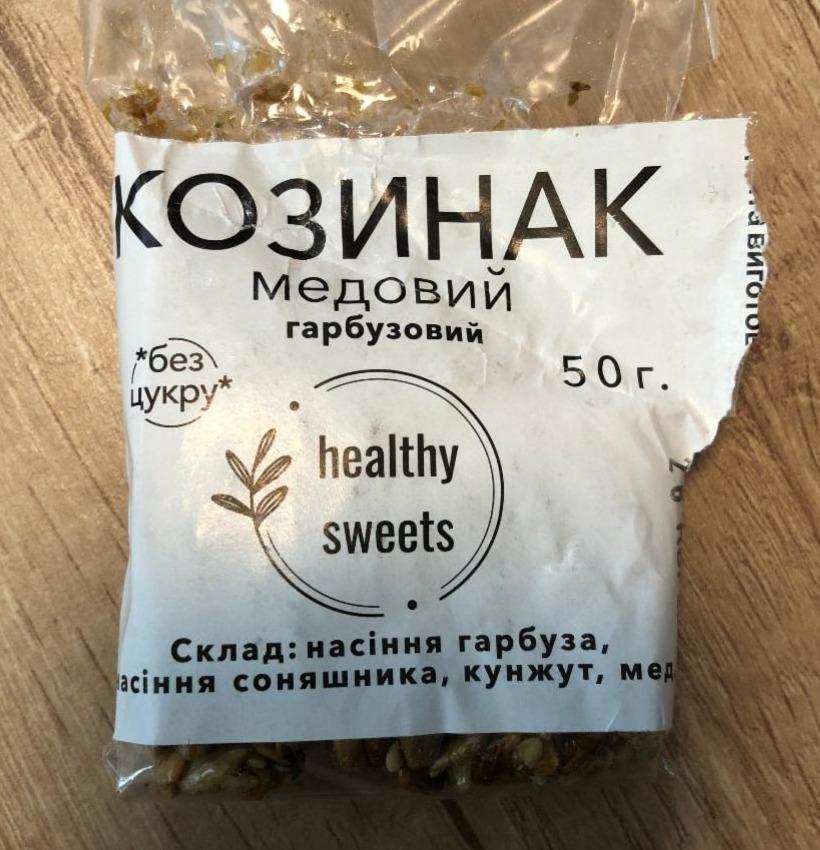 КОЗИНАК
медовий
гарбузовий
*без
цукру*
50 г.
healthy
sweets
Склад: насіння гарбуза,
насіння соняшника, кунжут, мед